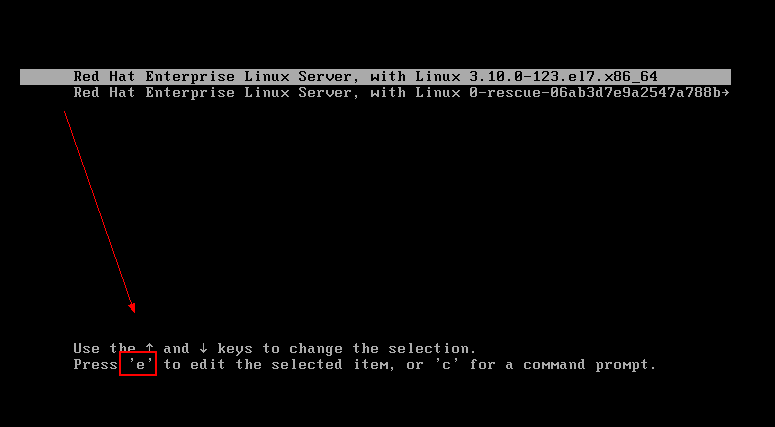 Red Hat Enterprise Linux Server, with Linux 3.10.0-123.el7.x86_64
Red Hat Enterprise Linux Server, with Linux 0-rescue-06ab3d7e9a2547a788b→
Use the ↑ and ↓ keys to change the selection.
Press 'e' to edit the selected item, or 'c' for a command prompt.